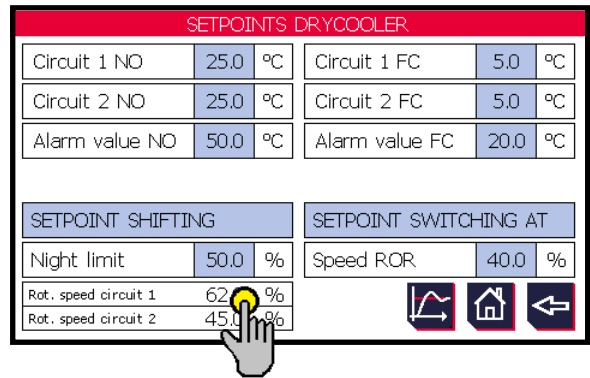 SETPOINTS DRYCOOLER
Circuit 1 NO 25.0 ºC Circuit 1 FC 5.0 ºC
Circuit 2 NO 25.0 ºC Circuit 2 FC 5.0 ºC
Alarm value NO 50.0 ºC Alarm value FC 20.0 ºC
SETPOINT SHIFTING SETPOINT SWITCHING AT
Night limit 50.0 % Speed ROR 40.0 %
Rot. speed circuit 1 %
Rot. speed circuit 2 45.0 %